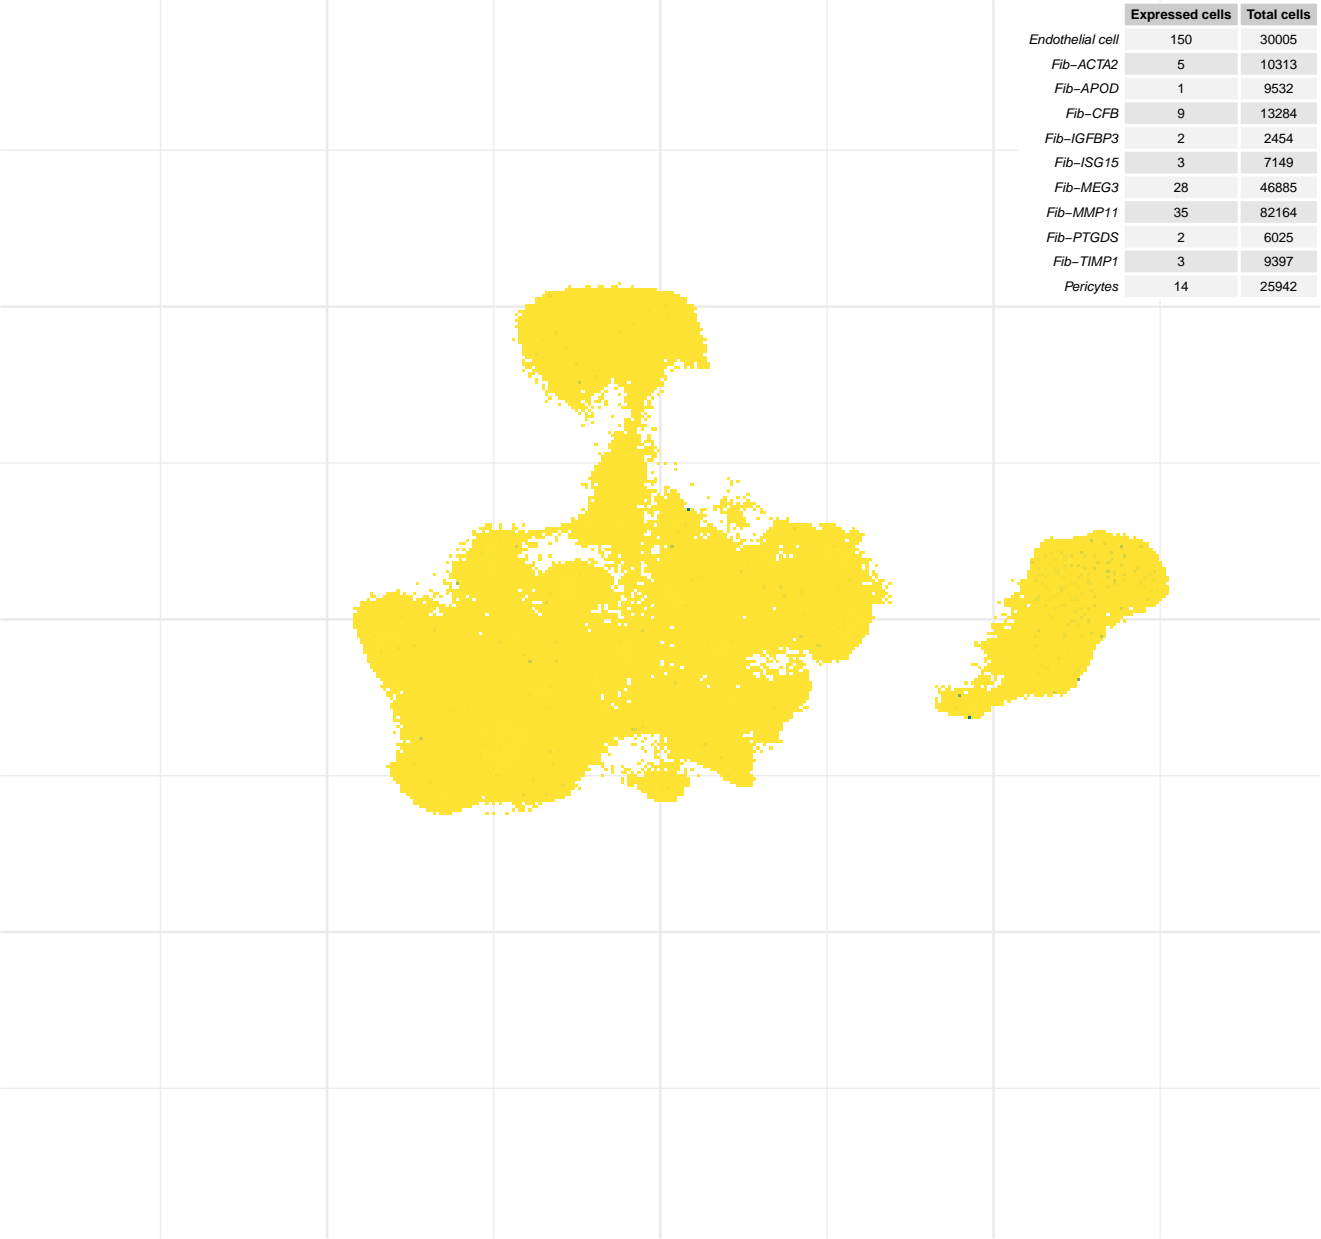 Expressed cells Total cells
Endothelial cell 150 30005
Fib−ACTA2 5 10313
Fib−APOD 1 9532
Fib−CFB 9 13284
Fib−IGFBP3 2 2454
Fib−ISG15 3 7149
Fib−MEG3 28 46885
Fib−MMP11 35 82164
Fib−PTGDS 2 6025
Fib−TIMP1 3 9397
Pericytes 14 25942